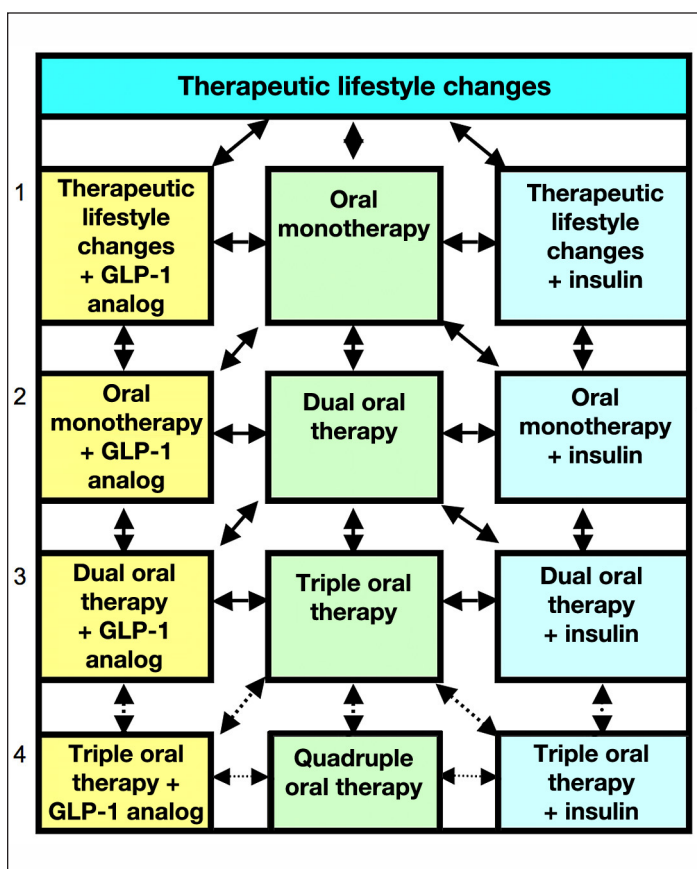 Therapeutic lifestyle changes
1
Therapeutic
lifestyle
changes
+ GLP-1
analog
Oral
monotherapy
Therapeutic
lifestyle
changes
+ insulin
2
Oral
monotherapy
+ GLP-1
analog
Dual oral
therapy
Oral
monotherapy
+ insulin
3
Dual oral
therapy
+ GLP-1
analog
Triple oral
therapy
Dual oral
therapy
+ insulin
4
Triple oral
therapy +
GLP-1 analog
Quadruple
oral therapy
Triple oral
therapy
+ insulin